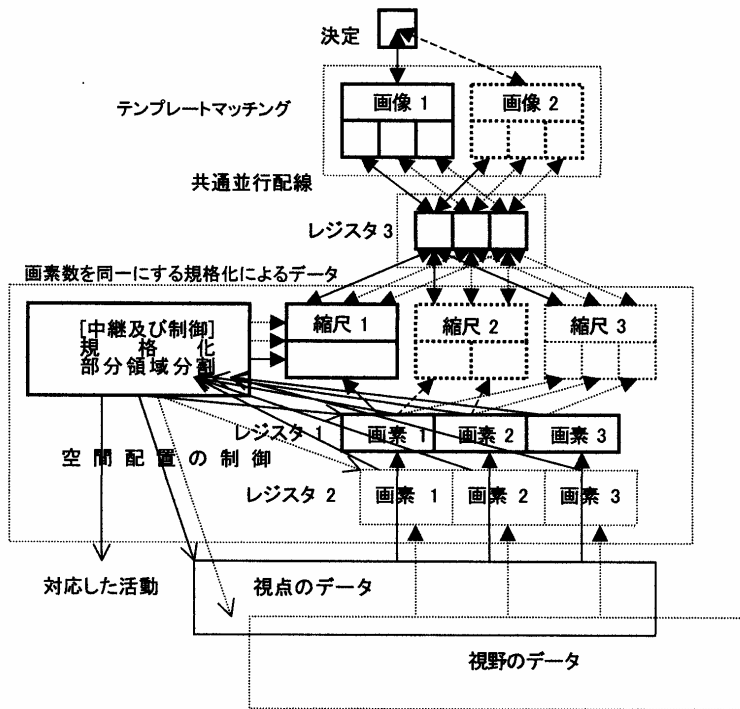 決定
画像 1
画像 2
テンプレートマッチング
共通並行配線
レジスタ 3
画素数を同一にする規格化によるデータ
[中継及び制御]
規格化
部分領域分割
縮尺 1
縮尺 2
縮尺 3
レジスタ 1
画素 1
画素 2
画素 3
空間配置の制御
レジスタ 2
画素 1
画素 2
画素 3
対応した活動
視点のデータ
視野のデータ